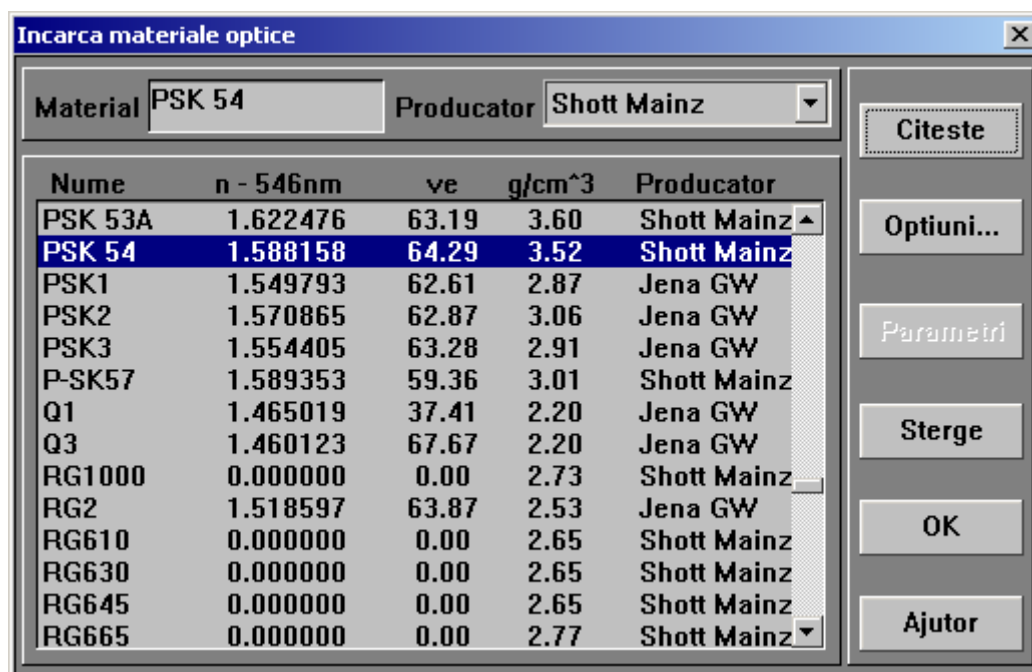 Incarca materiale optice
Material PSK 54 Producator Shott Mainz
Citeste
Nume n - 546nm ve g/cm^3 Producator
PSK 53A 1.622476 63.19 3.60 Shott Mainz
Optiuni...
PSK 54 1.588158 64.29 3.52 Shott Mainz
PSK1 1.549793 62.61 2.87 Jena GW
PSK2 1.570865 62.87 3.06 Jena GW
Parametri
PSK3 1.554405 63.28 2.91 Jena GW
P-SK57 1.589353 59.36 3.01 Shott Mainz
Q1 1.465019 37.41 2.20 Jena GW
Sterge
Q3 1.460123 67.67 2.20 Jena GW
RG1000 0.000000 0.00 2.73 Shott Mainz
RG2 1.518597 63.87 2.53 Jena GW
OK
RG610 0.000000 0.00 2.65 Shott Mainz
RG630 0.000000 0.00 2.65 Shott Mainz
RG645 0.000000 0.00 2.65 Shott Mainz
Ajutor
RG665 0.000000 0.00 2.77 Shott Mainz